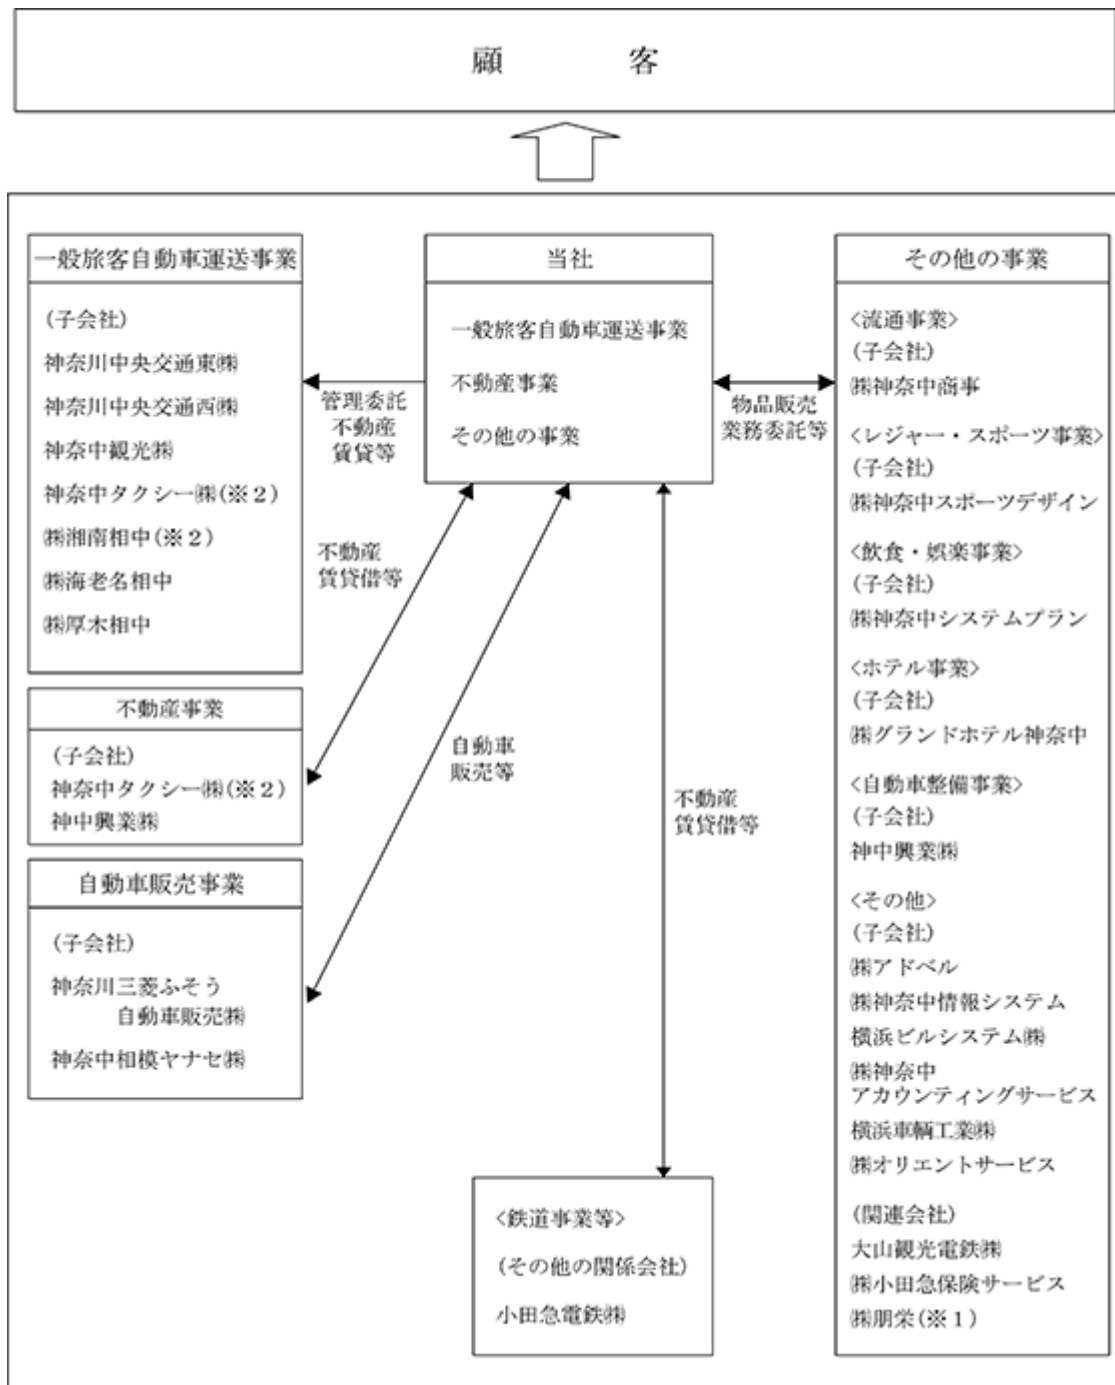 顧客
一般旅客自動車運送事業
(子会社)
神奈川中央交通東㈱
神奈川中央交通西㈱
神奈中観光㈱
神奈中タクシー㈱(※2)
㈱湘南相中(※2)
㈱海老名相中
㈱厚木相中
不動産事業
(子会社)
神奈中タクシー㈱(※2)
神中興業㈱
自動車販売事業
(子会社)
神奈川三菱ふそう
自動車販売㈱
神奈中相模ヤナセ㈱
管理委託
不動産
賃貸等
不動産
賃貸借等
自動車
販売等
当社
一般旅客自動車運送事業
不動産事業
その他の事業
物品販売
業務委託等
不動産
賃貸借等
<鉄道事業等>
(その他の関係会社)
小田急電鉄㈱
その他の事業
<流通事業>
(子会社)
㈱神奈中商事
<レジャー・スポーツ事業>
(子会社)
㈱神奈中スポーツデザイン
<飲食・娯楽事業>
(子会社)
㈱神奈中システムプラン
<ホテル事業>
(子会社)
㈱グランドホテル神奈中
<自動車整備事業>
(子会社)
神中興業㈱
<その他>
(子会社)
㈱アドベル
㈱神奈中情報システム
横浜ビルシステム㈱
㈱神奈中
アカウンティングサービス
横浜車輌工業㈱
㈱オリエントサービス
(関連会社)
大山観光電鉄㈱
㈱小田急保険サービス
㈱朋栄(※1)